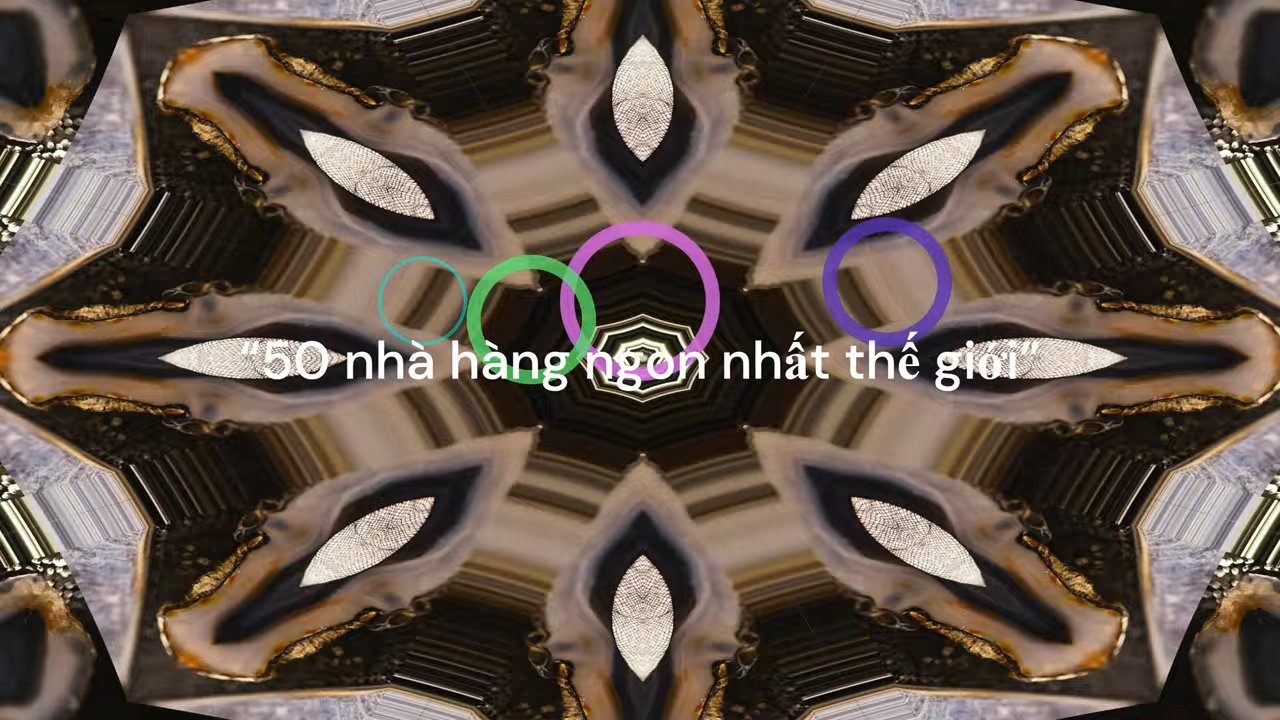 “50 nhà hàng ngon nhất thế giới”